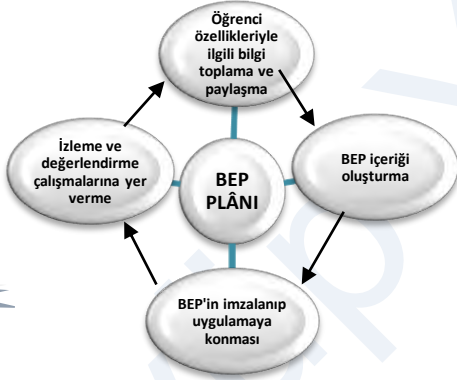 Öğrenci
özellikleriyle
ilgili bilgi
toplama ve
paylaşma
İzleme ve
değerlendirme
çalışmalarına yer
verme
BEP
PLÂNI
BEP içeriği
oluşturma
BEP'in imzalanıp
uygulamaya
konması